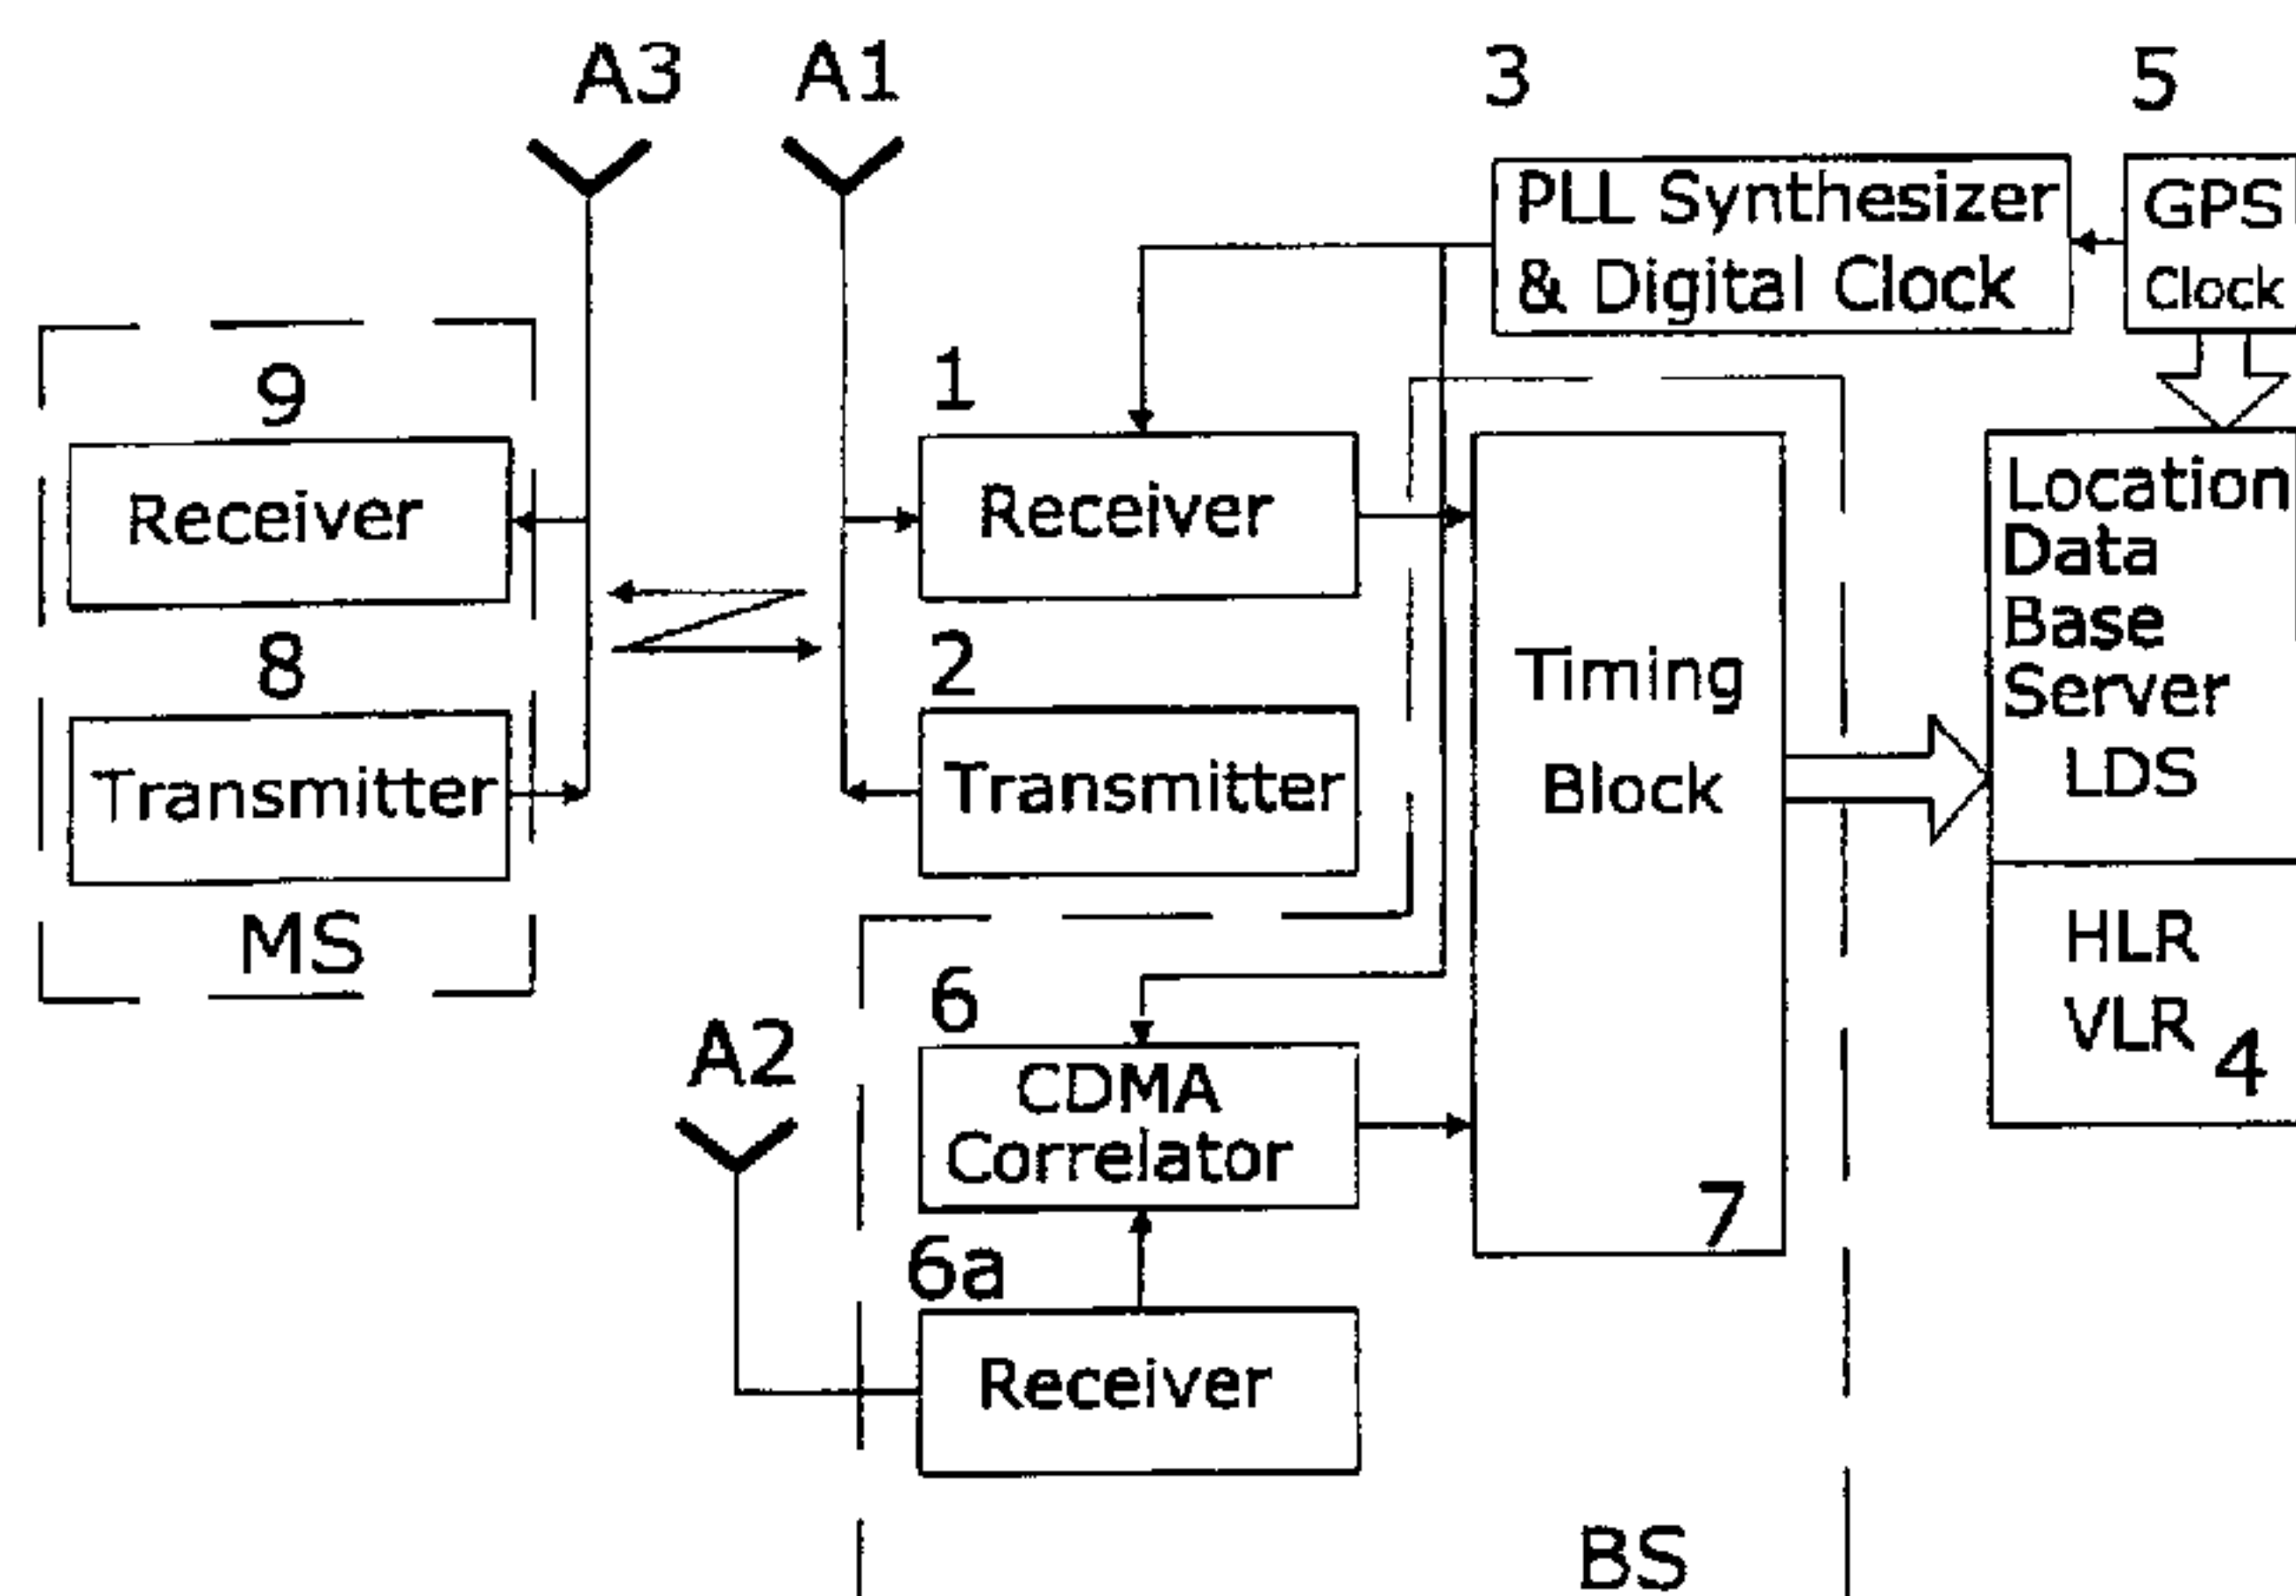 A3
A1
3
5
PLL Synthesizer
& Digital Clock
GPS
Clock
9
Receiver
8
Transmitter
MS
1
Receiver
2
Transmitter
Timing
Block
7
Location
Data
Base
Server
LDS
HLR
VLR
4
A2
6
CDMA
Correlator
6a
Receiver
BS